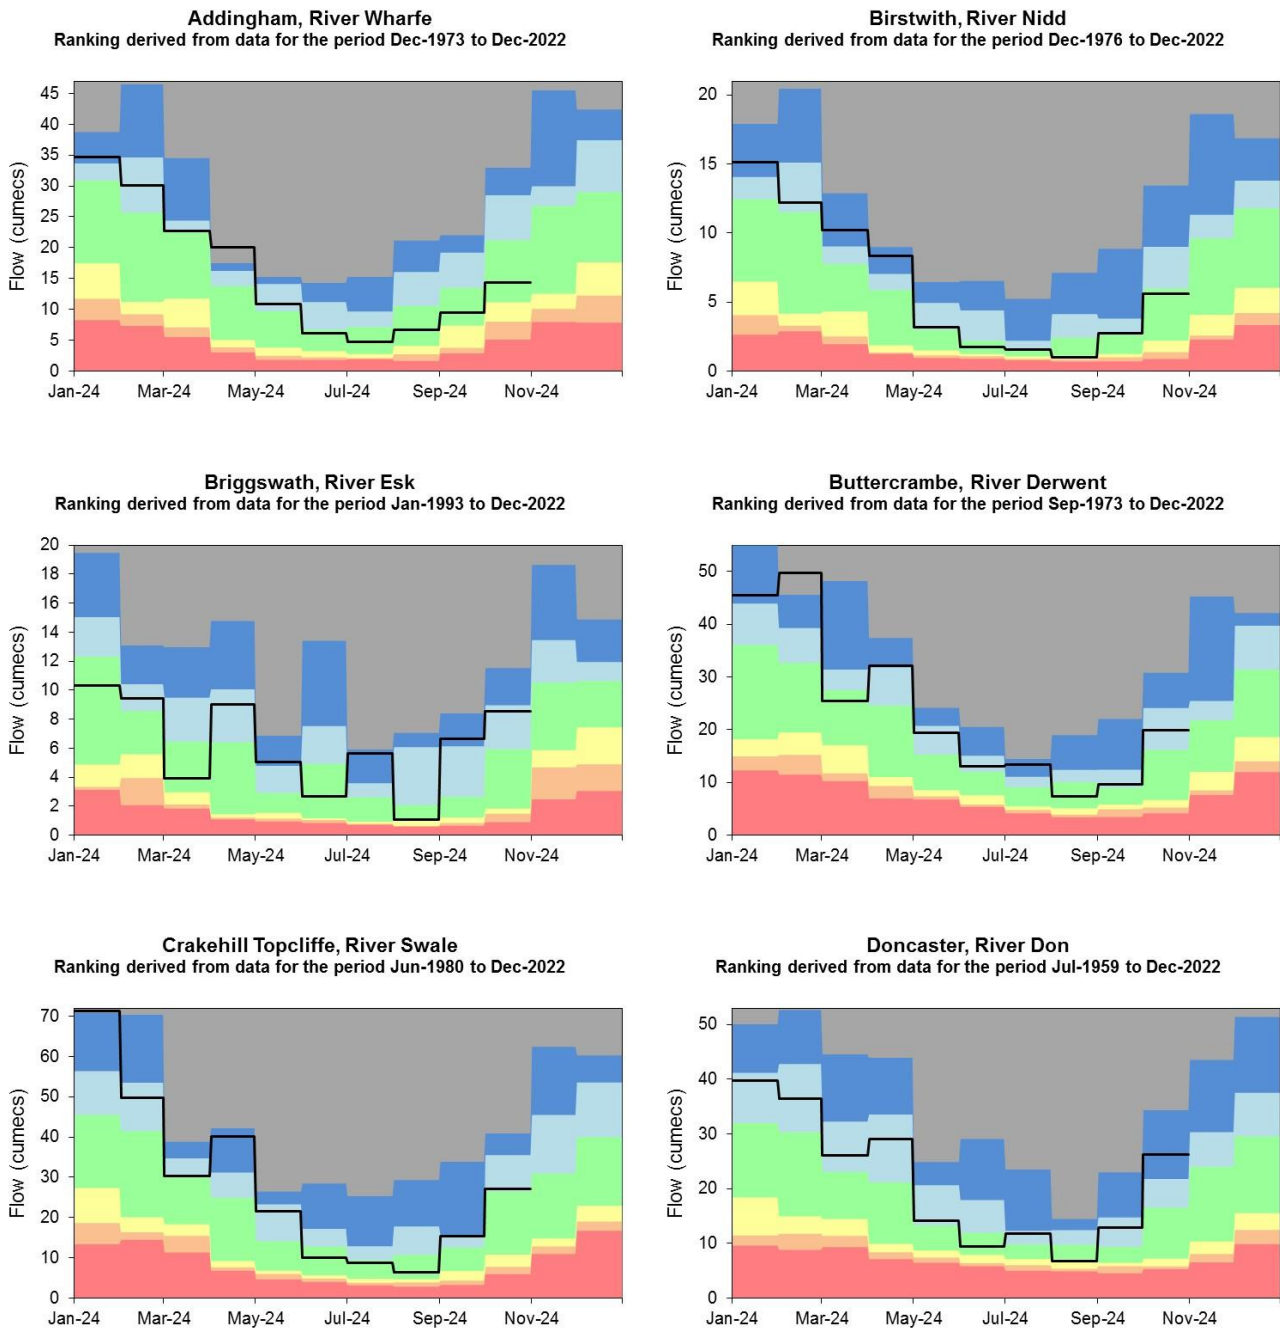 Addingham, River Wharfe
Ranking derived from data for the period Dec-1973 to Dec-2022
Flow (cumecs)
45
40
35
30
25
20
15
10
5
0
Jan-24 Mar-24 May-24 Jul-24 Sep-24 Nov-24
Birstwith, River Nidd
Ranking derived from data for the period Dec-1976 to Dec-2022
Flow (cumecs)
20
15
10
5
0
Jan-24 Mar-24 May-24 Jul-24 Sep-24 Nov-24
Briggswath, River Esk
Ranking derived from data for the period Jan-1993 to Dec-2022
Flow (cumecs)
20
18
16
14
12
10
8
6
4
2
0
Jan-24 Mar-24 May-24 Jul-24 Sep-24 Nov-24
Buttercrambe, River Derwent
Ranking derived from data for the period Sep-1973 to Dec-2022
Flow (cumecs)
50
40
30
20
10
0
Jan-24 Mar-24 May-24 Jul-24 Sep-24 Nov-24
Crakehill Topcliffe, River Swale
Ranking derived from data for the period Jun-1980 to Dec-2022
Flow (cumecs)
70
60
50
40
30
20
10
0
Jan-24 Mar-24 May-24 Jul-24 Sep-24 Nov-24
Doncaster, River Don
Ranking derived from data for the period Jul-1959 to Dec-2022
Flow (cumecs)
50
40
30
20
10
0
Jan-24 Mar-24 May-24 Jul-24 Sep-24 Nov-24